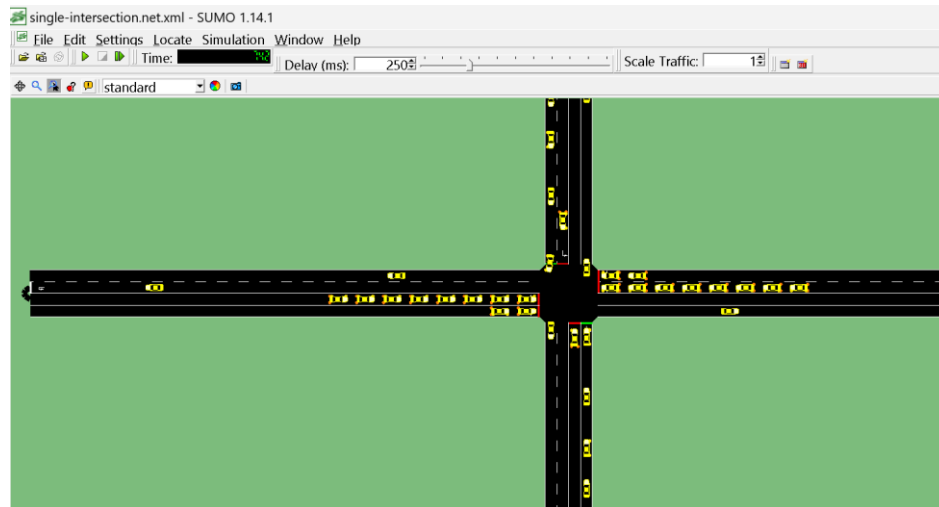 single-intersection.net.xml - SUMO 1.14.1
File Edit Settings Locate Simulation Window Help
Time: Delay (ms): 250 Scale Traffic: 1
standard